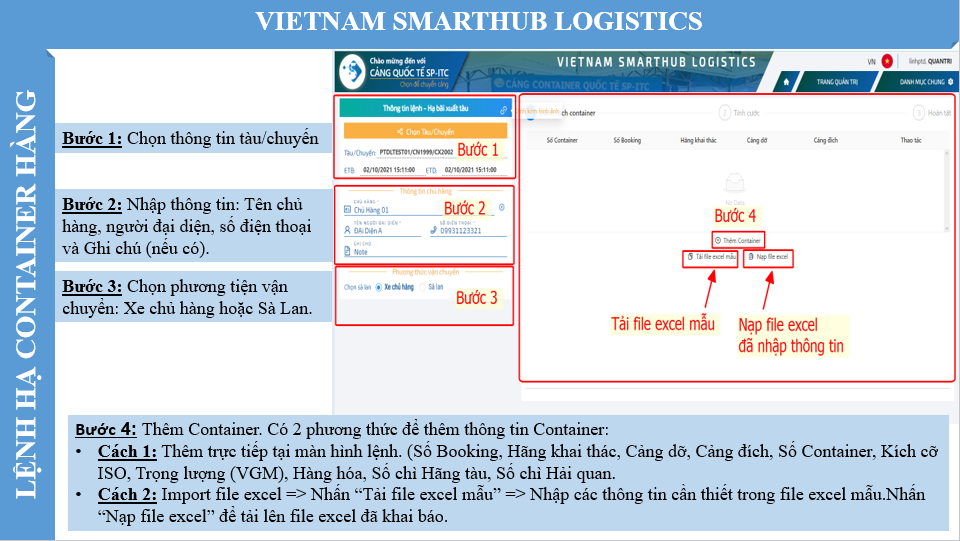 VIETNAM SMARTHUB LOGISTICS
LỆNH HẠ CONTAINER HÀNG
Bước 1: Chọn thông tin tàu/chuyến
Bước 2: Nhập thông tin: Tên chủ
hàng, người đại diện, số điện thoại
và Ghi chú (nếu có).
Bước 3: Chọn phương tiện vận
chuyển: Xe chủ hàng hoặc Sà Lan.
Chào mừng đến với
CẢNG QUỐC TẾ SP-ITC
Chọn để chuyển cảng
VIETNAM SMARTHUB LOGISTICS
CẢNG CONTAINER QUỐC TẾ SP-ITC
VN
linhptd, QUANTRI
TRANG QUẢN TRỊ
DANH MỤC CHUNG
Thông tin lệnh - Hạ bãi xuất tàu
Chọn Tàu/Chuyến
Tàu/Chuyến: PTDLTEST01/CN1999/CX2002
Bước 1
ETB: 02/10/2021 15:11:00 ETD: 02/10/2021 15:11:00
Thông tin chủ hàng
CHỦ HÀNG *
Chủ Hàng 01
Bước 2
TÊN NGƯỜI ĐẠI DIỆN * SỐ ĐIỆN THOẠI *
ĐẠi Diên A 09931123321
GHI CHÚ
Note
Phương thức vận chuyển
Chọn sà lan Xe chủ hàng Sà lan
Bước 3
ch container
2 Tính cước
3 Hoàn tất
Số Container Số Booking Hãng khai thác Cảng dỡ Cảng đích Thao tác
No Data
Bước 4
Thêm Container
Tải file excel mẫu Nạp file excel
Tải file excel mẫu
Nạp file excel
đã nhập thông tin
Bước 4: Thêm Container. Có 2 phương thức để thêm thông tin Container:
• Cách 1: Thêm trực tiếp tại màn hình lệnh. (Số Booking, Hãng khai thác, Cảng dỡ, Cảng đích, Số Container, Kích cỡ
ISO, Trọng lượng (VGM), Hàng hóa, Số chì Hãng tàu, Số chì Hải quan.
• Cách 2: Import file excel => Nhấn “Tải file excel mẫu” => Nhập các thông tin cần thiết trong file excel mẫu.Nhấn
“Nạp file excel” để tải lên file excel đã khai báo.